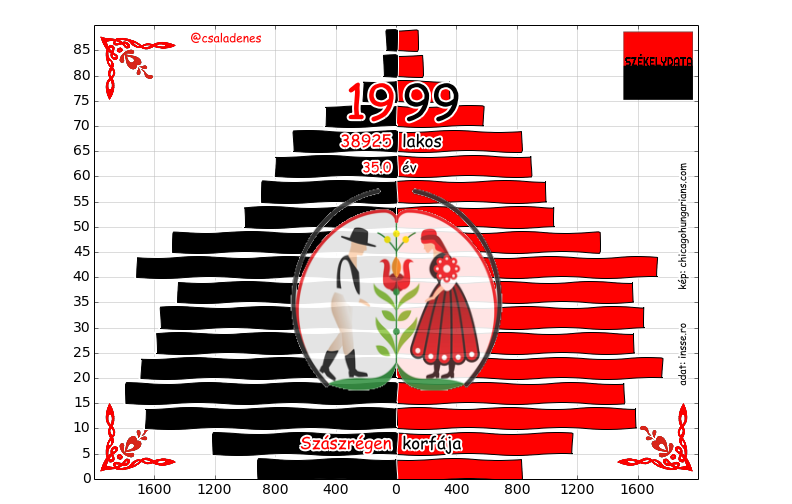 @csaladenes
SZÉKELYDATA
1999
38925 lakos
35.0 év
kép: chicagohungarians.com
adat: insse.ro
Szászrégen korfája
85
80
75
70
65
60
55
50
45
40
35
30
25
20
15
10
5
0
1600 1200 800 400 0 400 800 1200 1600